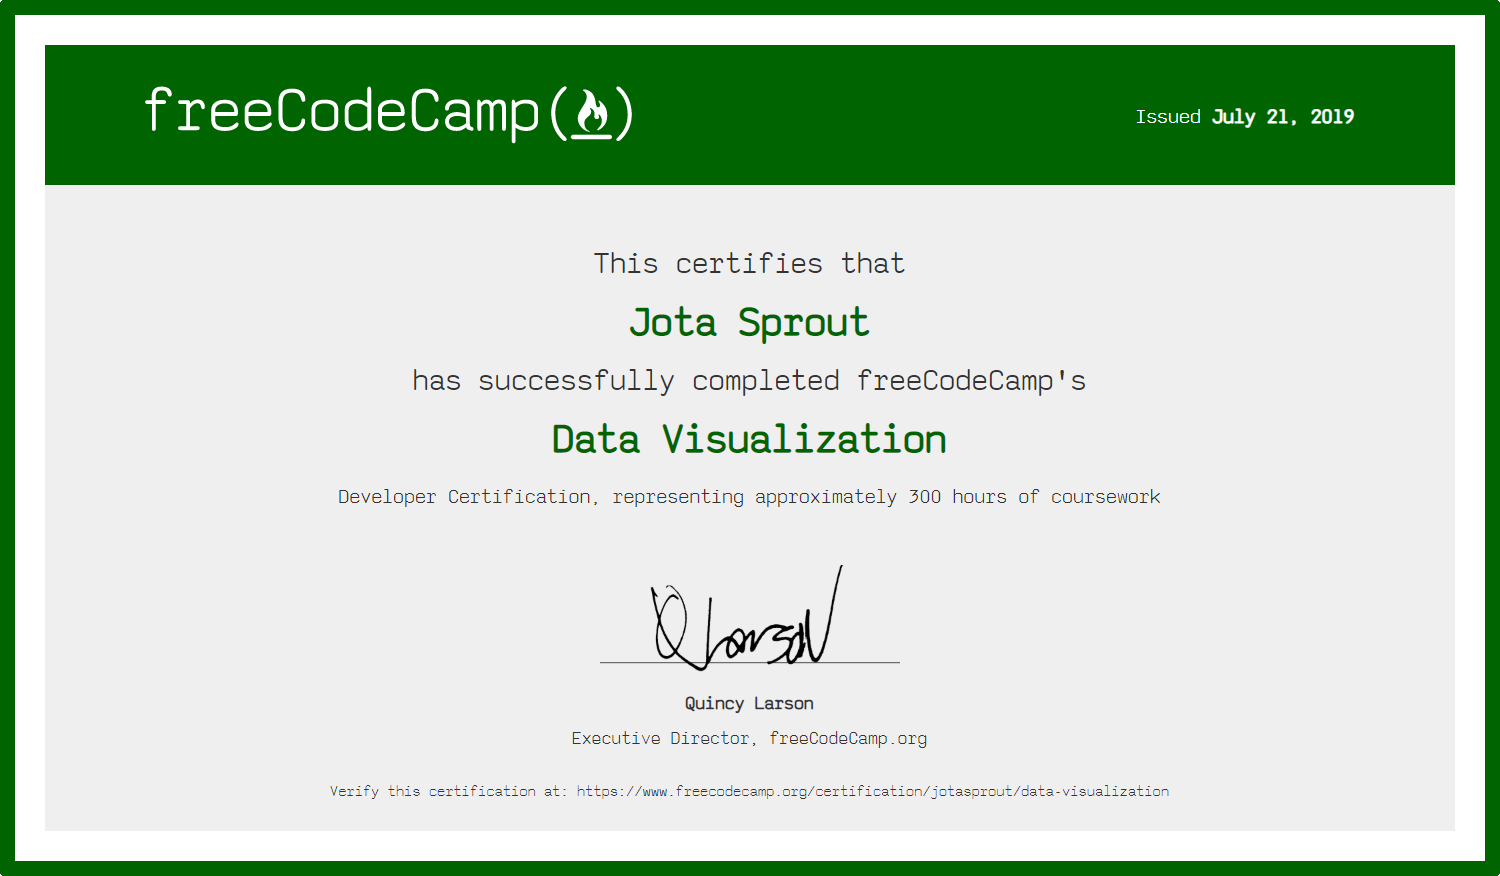 freeCodeCamp()
Issued July 21, 2019
This certifies that
Jota Sprout
has successfully completed freeCodeCamp's
Data Visualization
Developer Certification, representing approximately 300 hours of coursework
Q Larson
Quincy Larson
Executive Director, freeCodeCamp.org
Verify this certification at: https://www.freecodecamp.org/certification/jotasprout/data-visualization